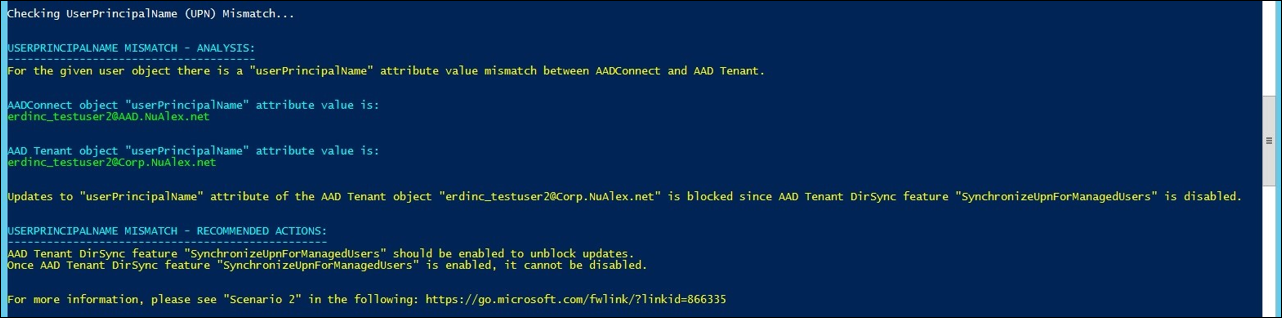 Checking UserPrincipalName (UPN) Mismatch...
USERPRINCIPALNAME MISMATCH - ANALYSIS:
----------------------------------------
For the given user object there is a "userPrincipalName" attribute value mismatch between AADConnect and AAD Tenant.
AADConnect object "userPrincipalName" attribute value is:
erdinc_testuser2@AAD.NuAlex.net
AAD Tenant object "userPrincipalName" attribute value is:
erdinc_testuser2@Corp.NuAlex.net
Updates to "userPrincipalName" attribute of the AAD Tenant object "erdinc_testuser2@Corp.NuAlex.net" is blocked since AAD Tenant DirSync feature "SynchronizeUpnForManagedUsers" is disabled.
USERPRINCIPALNAME MISMATCH - RECOMMENDED ACTIONS:
---------------------------------------------------
AAD Tenant DirSync feature "SynchronizeUpnForManagedUsers" should be enabled to unblock updates.
Once AAD Tenant DirSync feature "SynchronizeUpnForManagedUsers" is enabled, it cannot be disabled.
For more information, please see "Scenario 2" in the following: https://go.microsoft.com/fwlink/?linkid=866335